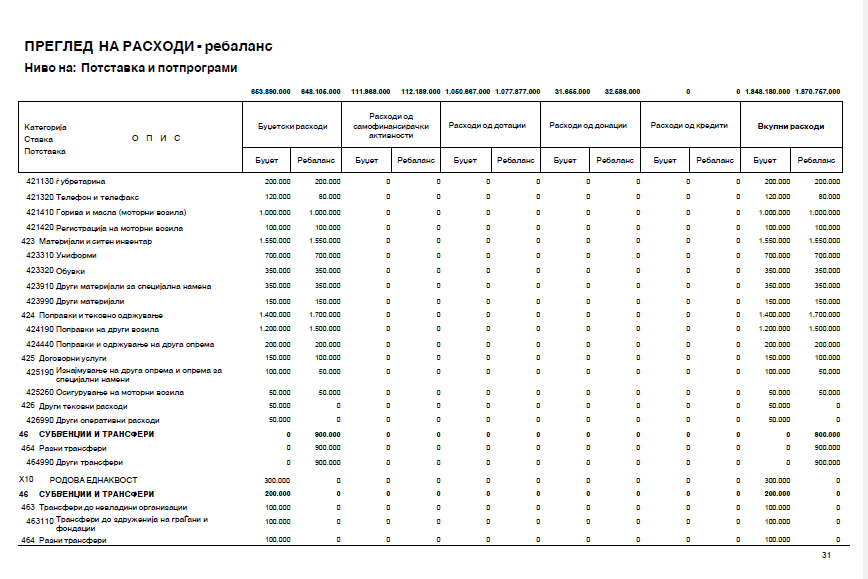 ПРЕГЛЕД НА РАСХОДИ - ребаланс
Ниво на: Потставка и потпрограми
653.890.000 648.105.000 111.968.000 112.189.000 1.050.667.000 1.077.877.000 31.655.000 32.586.000 0 0 1.848.180.000 1.870.757.000
Категорија
Ставка
Потставка
О П И С
Буџетски расходи
Расходи од самофинансирачки активности
Расходи од дотации
Расходи од донации
Расходи од кредити
Вкупни расходи
Буџет Ребаланс Буџет Ребаланс Буџет Ребаланс Буџет Ребаланс Буџет Ребаланс Буџет Ребаланс
421130 ѓубретарина 200.000 200.000 0 0 0 0 0 0 0 0 200.000 200.000
421320 Телефон и телефакс 120.000 80.000 0 0 0 0 0 0 0 0 120.000 80.000
421410 Горива и масла (моторни возила) 1.000.000 1.000.000 0 0 0 0 0 0 0 0 1.000.000 1.000.000
421420 Регистрација на моторни возила 100.000 100.000 0 0 0 0 0 0 0 0 100.000 100.000
423 Материјали и ситен инвентар 1.550.000 1.550.000 0 0 0 0 0 0 0 0 1.550.000 1.550.000
423310 Униформи 700.000 700.000 0 0 0 0 0 0 0 0 700.000 700.000
423320 Обувки 350.000 350.000 0 0 0 0 0 0 0 0 350.000 350.000
423910 Други материјали за специјална намена 350.000 350.000 0 0 0 0 0 0 0 0 350.000 350.000
423990 Други материјали 150.000 150.000 0 0 0 0 0 0 0 0 150.000 150.000
424 Поправки и тековно одржување 1.400.000 1.700.000 0 0 0 0 0 0 0 0 1.400.000 1.700.000
424190 Поправки на други возила 1.200.000 1.500.000 0 0 0 0 0 0 0 0 1.200.000 1.500.000
424440 Поправки и одржување на друга опрема 200.000 200.000 0 0 0 0 0 0 0 0 200.000 200.000
425 Договорни услуги 150.000 100.000 0 0 0 0 0 0 0 0 150.000 100.000
425190 Изнајмување на друга опрема и опрема за специјални намени 100.000 50.000 0 0 0 0 0 0 0 0 100.000 50.000
425260 Осигурување на моторни возила 50.000 50.000 0 0 0 0 0 0 0 0 50.000 50.000
426 Други тековни расходи 50.000 0 0 0 0 0 0 0 0 0 50.000 0
426990 Други оперативни расходи 50.000 0 0 0 0 0 0 0 0 0 50.000 0
46 СУБВЕНЦИИ И ТРАНСФЕРИ 0 900.000 0 0 0 0 0 0 0 0 0 900.000
464 Разни трансфери 0 900.000 0 0 0 0 0 0 0 0 0 900.000
464990 Други трансфери 0 900.000 0 0 0 0 0 0 0 0 0 900.000
X10 РОДОВА ЕДНАКВОСТ 300.000 0 0 0 0 0 0 0 0 0 300.000 0
46 СУБВЕНЦИИ И ТРАНСФЕРИ 200.000 0 0 0 0 0 0 0 0 0 200.000 0
463 Трансфери до невладини организации 100.000 0 0 0 0 0 0 0 0 0 100.000 0
463110 Трансфери до здруженија на граѓани и фондации 100.000 0 0 0 0 0 0 0 0 0 100.000 0
464 Разни трансфери 100.000 0 0 0 0 0 0 0 0 0 100.000 0
31